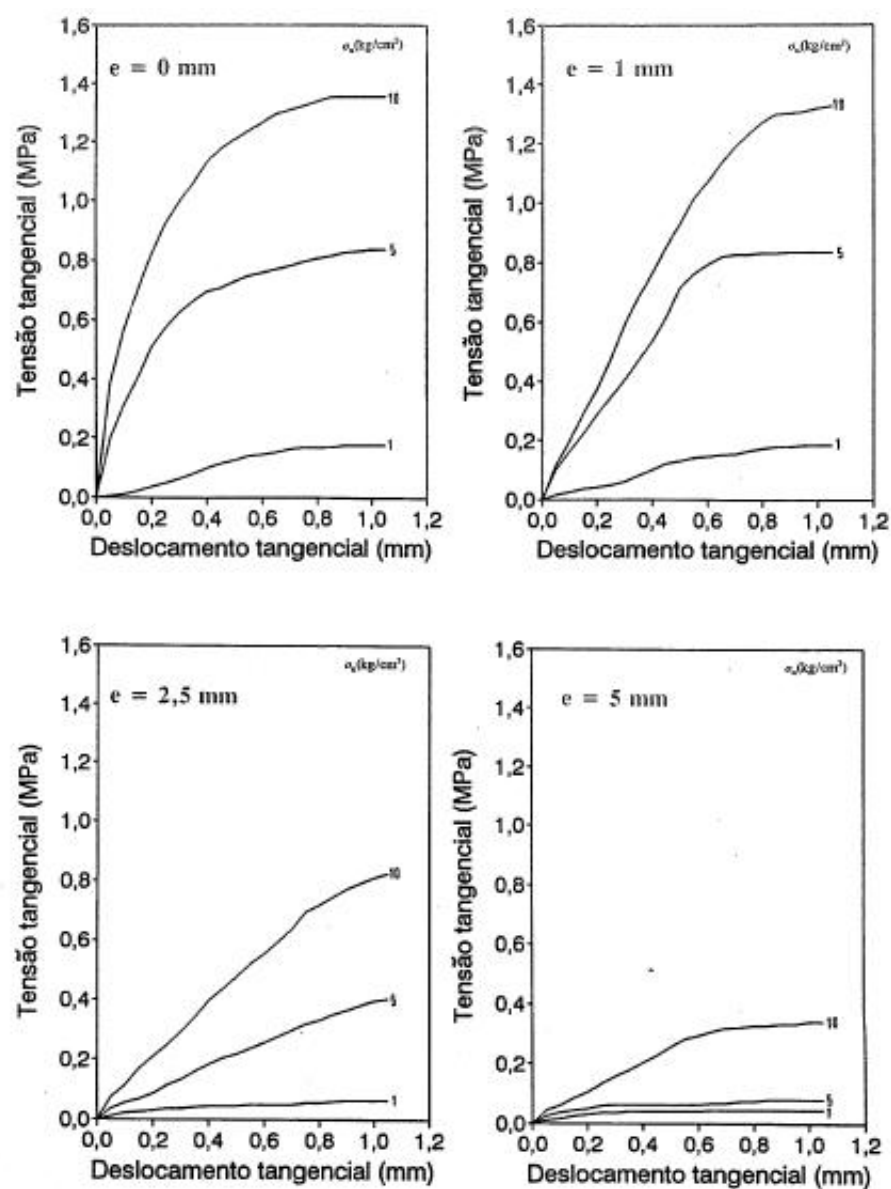 σn(kg/cm²)
e = 0 mm
Tensão tangencial (MPa)
1,6
1,4
1,2
1,0
0,8
0,6
0,4
0,2
0,0
10
5
1
0,0 0,2 0,4 0,6 0,8 1,0 1,2
Deslocamento tangencial (mm)
σn(kg/cm²)
e = 1 mm
Tensão tangencial (MPa)
1,6
1,4
1,2
1,0
0,8
0,6
0,4
0,2
0,0
10
5
1
0,0 0,2 0,4 0,6 0,8 1,0 1,2
Deslocamento tangencial (mm)
σn(kg/cm²)
e = 2,5 mm
Tensão tangencial (MPa)
1,6
1,4
1,2
1,0
0,8
0,6
0,4
0,2
0,0
10
5
1
0,0 0,2 0,4 0,6 0,8 1,0 1,2
Deslocamento tangencial (mm)
σn(kg/cm²)
e = 5 mm
Tensão tangencial (MPa)
1,6
1,4
1,2
1,0
0,8
0,6
0,4
0,2
0,0
10
5
1
0,0 0,2 0,4 0,6 0,8 1,0 1,2
Deslocamento tangencial (mm)